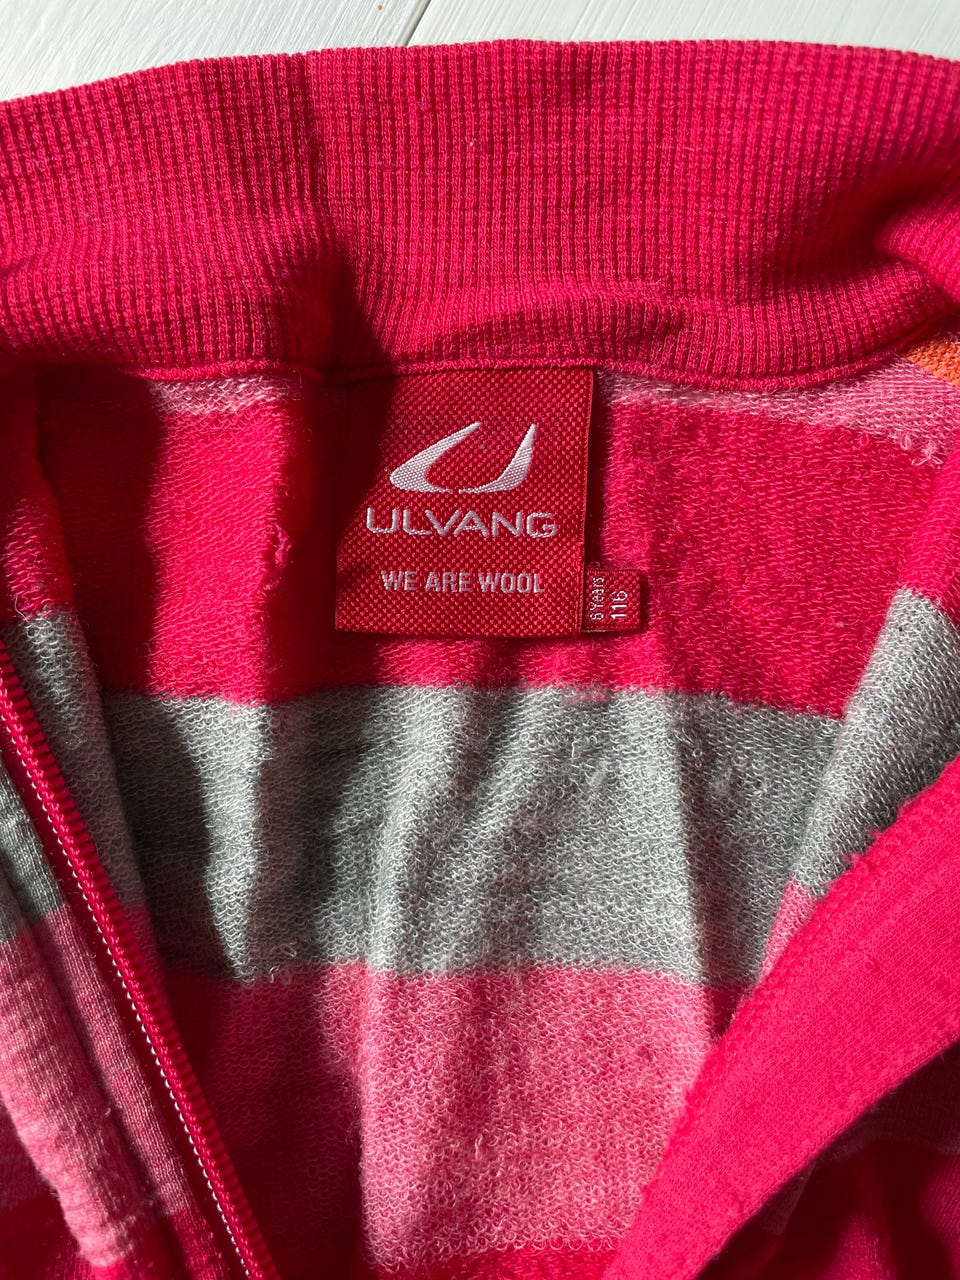 ULVANG
WE ARE WOOL
6 Years
116